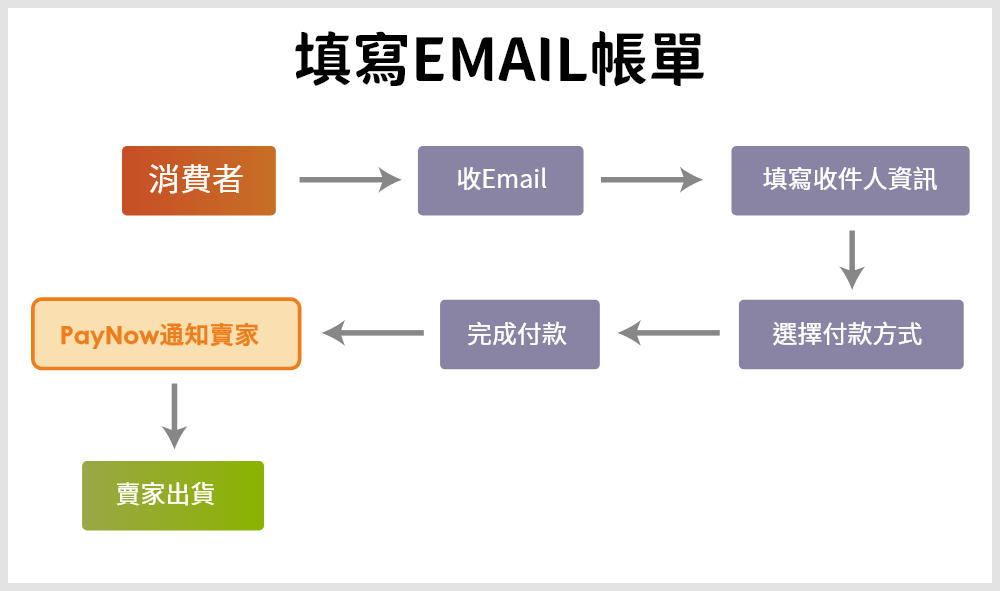 填寫EMAIL帳單
消費者
收Email
填寫收件人資訊
選擇付款方式
完成付款
PayNow通知賣家
賣家出貨